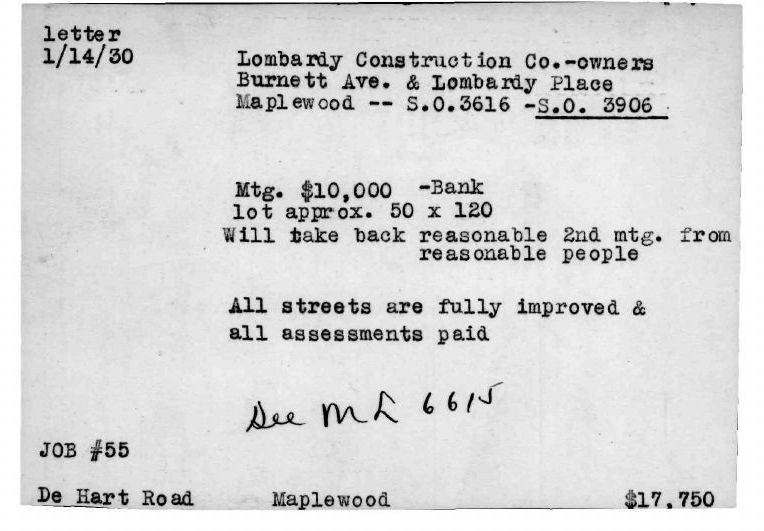 letter
1/14/30
Lombardy Construction Co.-owners
Burnett Ave. & Lombardy Place
Maplewood -- S.O.3616 -S.O. 3906
Mtg. $10,000 -Bank
lot approx. 50 x 120
Will take back reasonable 2nd mtg. from
reasonable people
All streets are fully improved &
all assessments paid
See ML 6615
JOB #55
De Hart Road Maplewood $17,750